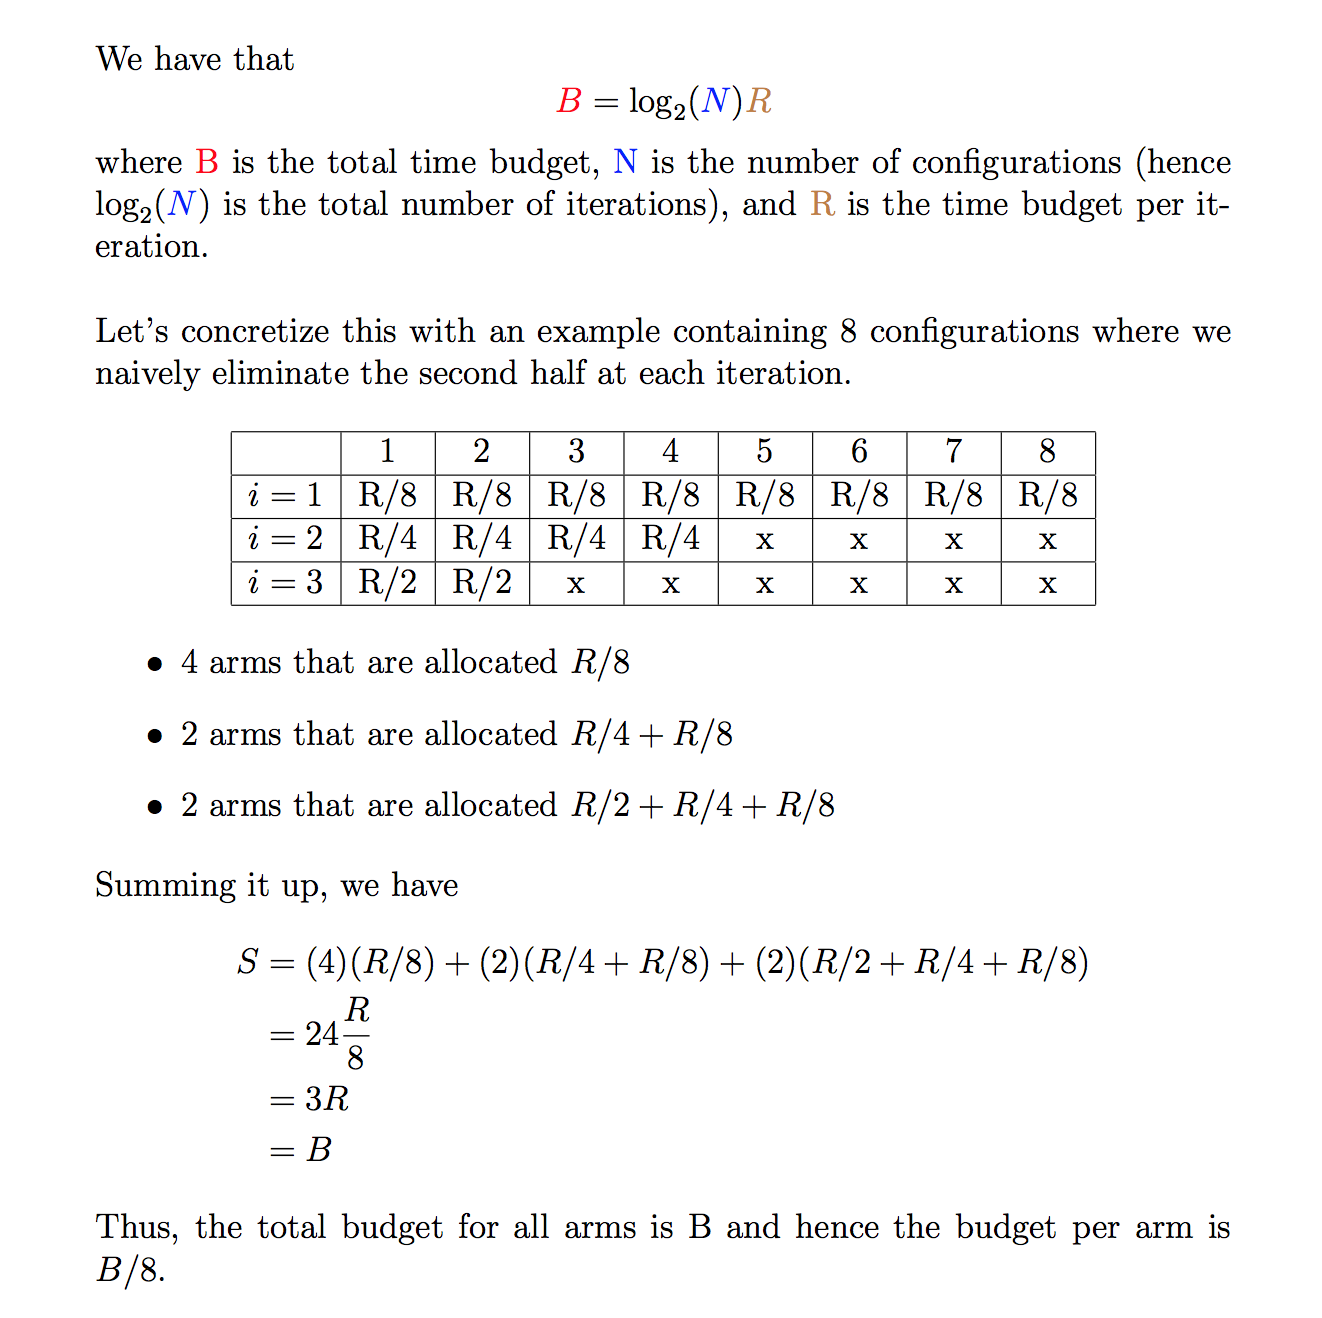 We have that
B = log₂(N)R
where B is the total time budget, N is the number of configurations (hence
log₂(N) is the total number of iterations), and R is the time budget per it-
eration.
Let's concretize this with an example containing 8 configurations where we
naively eliminate the second half at each iteration.
1 2 3 4 5 6 7 8
i = 1 R/8 R/8 R/8 R/8 R/8 R/8 R/8 R/8
i = 2 R/4 R/4 R/4 R/4 x x x x
i = 3 R/2 R/2 x x x x x x
• 4 arms that are allocated R/8
• 2 arms that are allocated R/4 + R/8
• 2 arms that are allocated R/2 + R/4 + R/8
Summing it up, we have
S = (4)(R/8) + (2)(R/4 + R/8) + (2)(R/2 + R/4 + R/8)
= 24 R/8
= 3R
= B
Thus, the total budget for all arms is B and hence the budget per arm is
B/8.